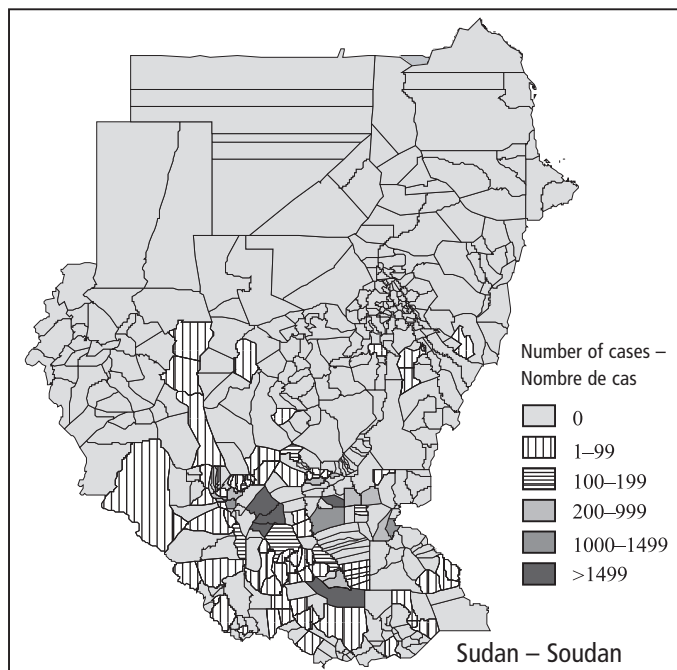 Number of cases –
Nombre de cas
0
1–99
100–199
200–999
1000–1499
>1499
Sudan – Soudan